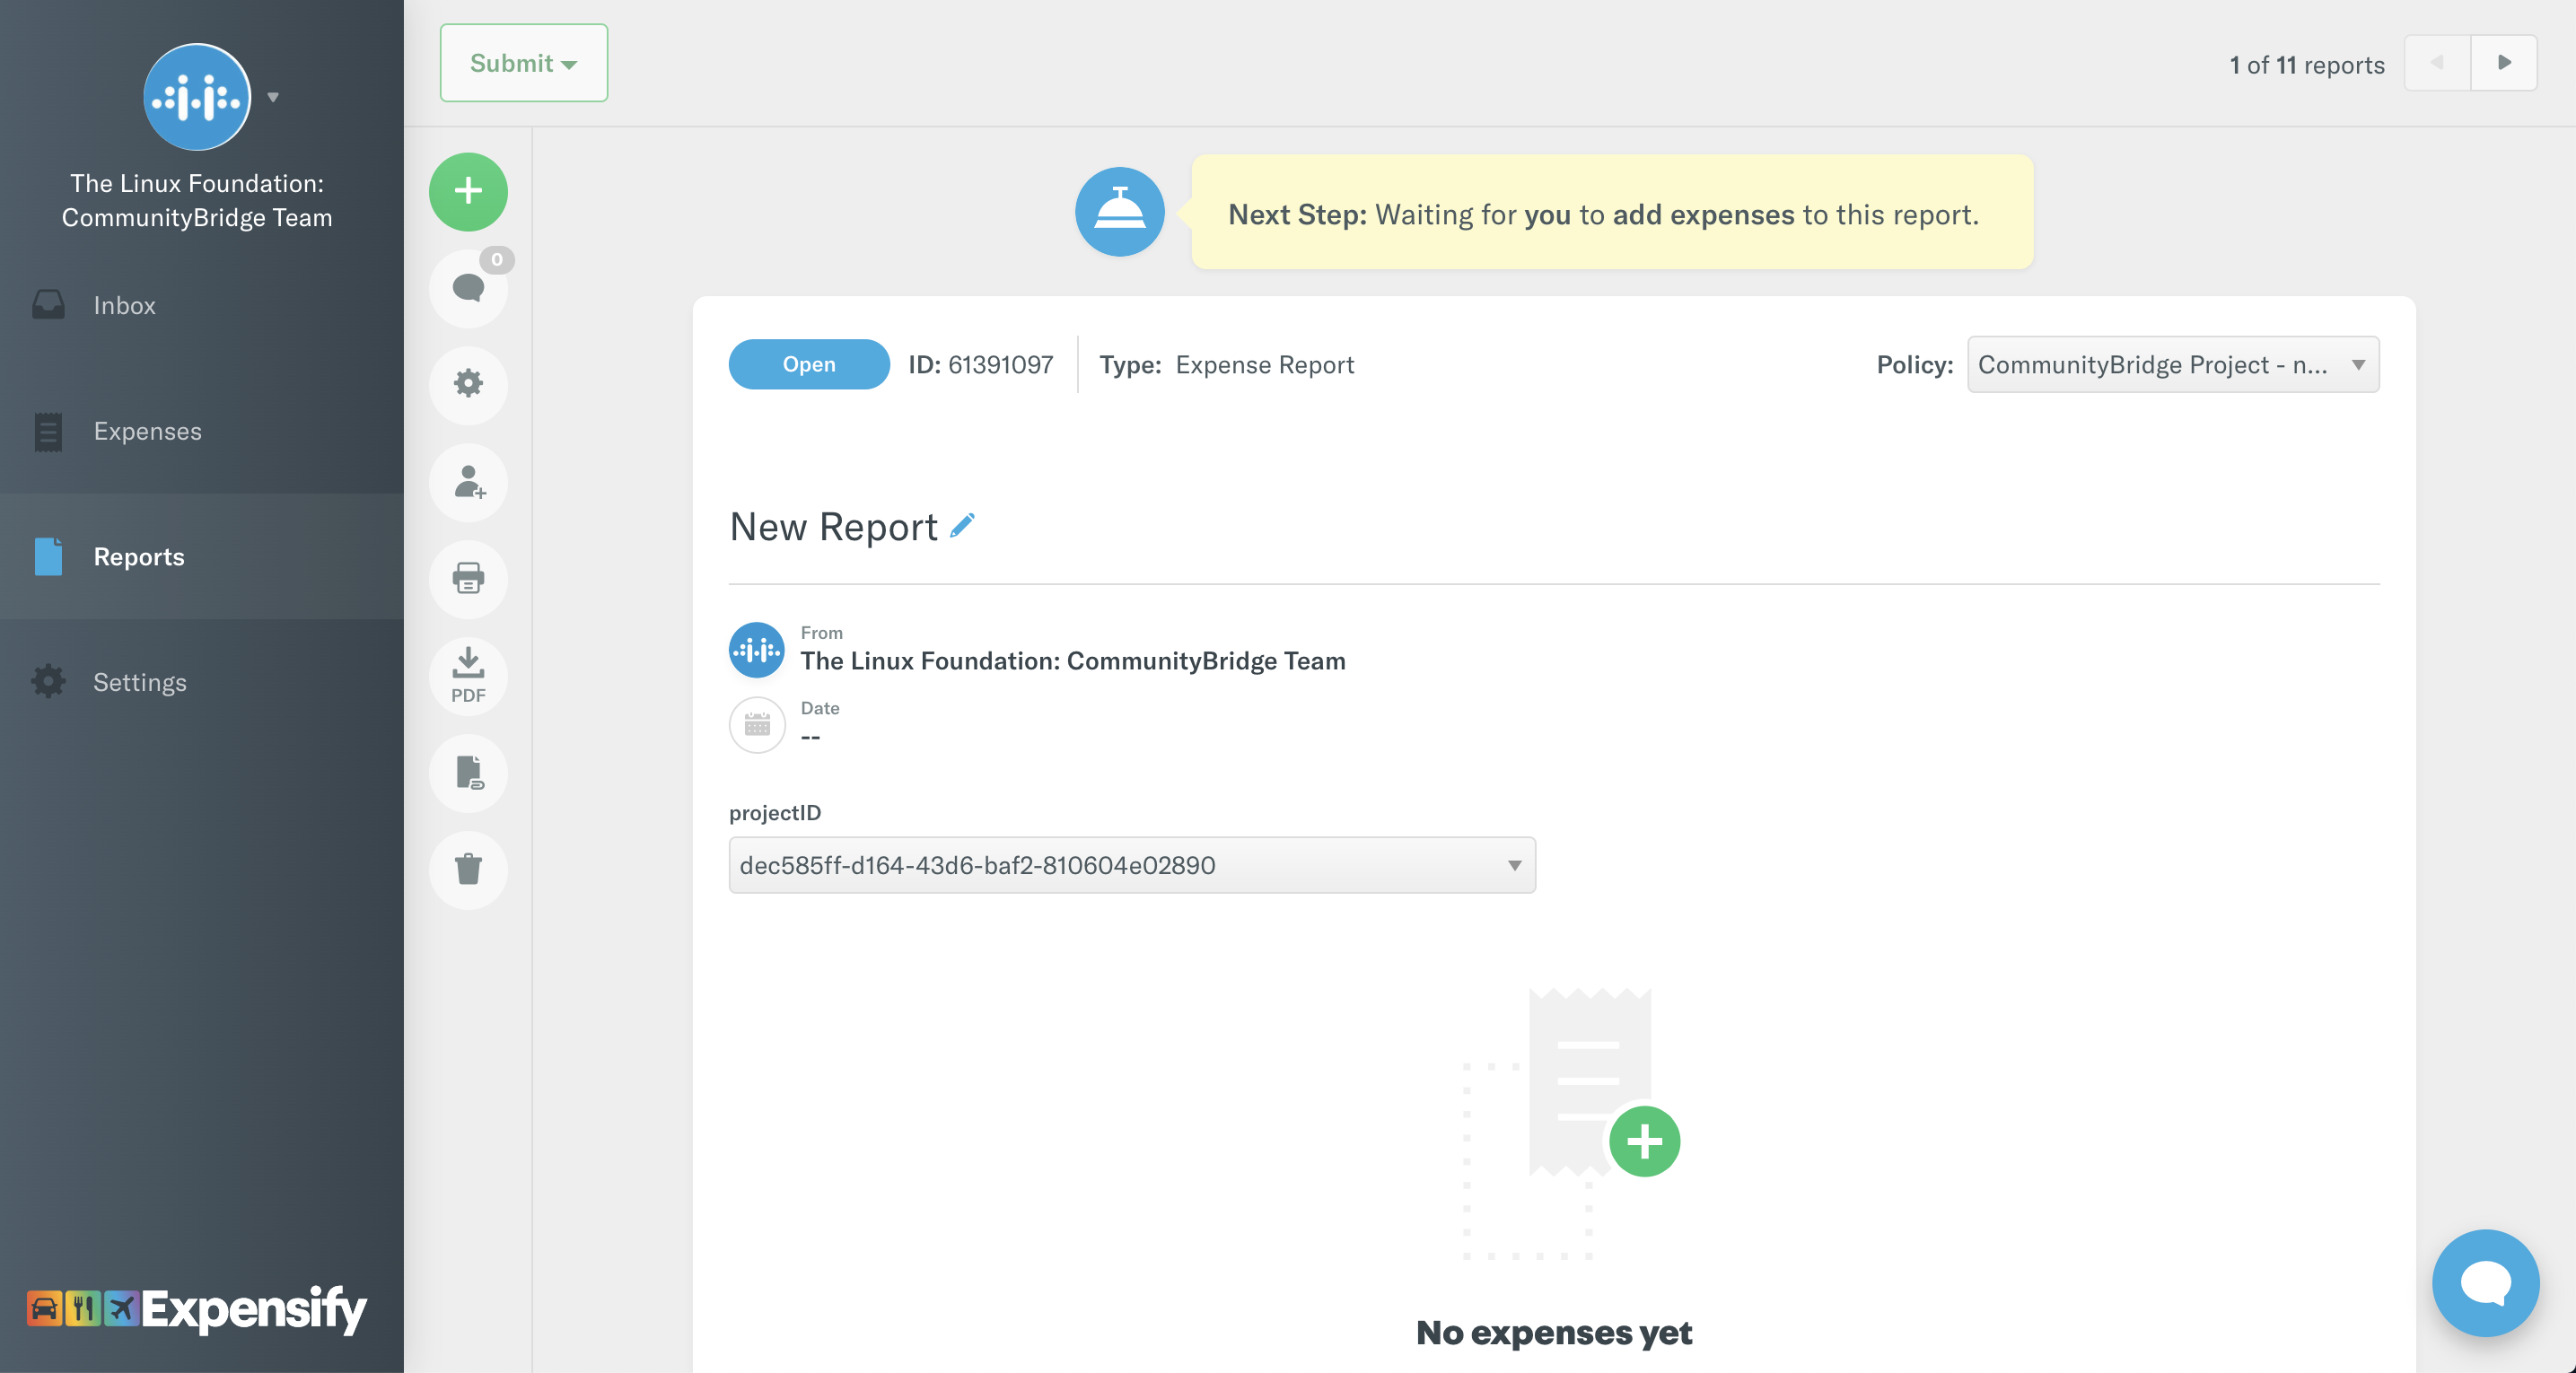 The Linux Foundation:
CommunityBridge Team
Inbox
Expenses
Reports
Settings
Expensify
Submit
1 of 11 reports
0
PDF
Next Step: Waiting for you to add expenses to this report.
Open ID: 61391097 Type: Expense Report Policy: CommunityBridge Project - n...
New Report
From
The Linux Foundation: CommunityBridge Team
Date
--
projectID
dec585ff-d164-43d6-baf2-810604e02890
No expenses yet